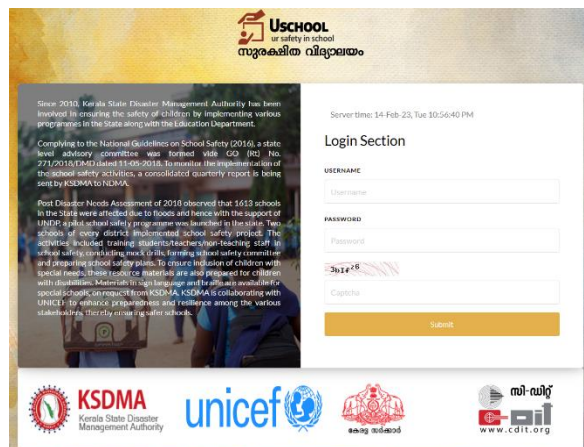 USCHOOL
ur safety in school
സുരക്ഷിത വിദ്യാലയം
Since 2010, Kerala State Disaster Management Authority has been
involved in ensuring the safety of children by implementing various
programmes in the State along with the Education Department.
Complying to the National Guidelines on School Safety (2016), a state
level advisory committee was formed vide GO (Rt) No.
271/2018/DMD dated 11-05-2018. To monitor the implementation of
the school safety activities, a consolidated quarterly report is being
sent by KSDMA to NDMA.
Post Disaster Needs Assessment of 2018 observed that 1613 schools
in the State were affected due to floods and hence with the support of
UNDP, a pilot school safety programme was launched in the state. Two
schools of every district implemented school safety project. The
activities included training students/teachers/non-teaching staff in
school safety, conducting mock drills, forming school safety committee
and preparing school safety plans. To ensure inclusion of children with
special needs, these resource materials are also prepared for children
with disabilities. Materials in sign language and braille are available for
special schools, on request from KSDMA. KSDMA is collaborating with
UNICEF to enhance preparedness and resilience among the various
stakeholders, thereby ensuring safer schools.
Server time: 14-Feb-23, Tue 10:56:40 PM
Login Section
USERNAME
Username
PASSWORD
Password
Captcha
Submit
KSDMA
Kerala State Disaster
Management Authority
unicef
കേരള സർക്കാർ
സി-ഡിറ്റ്
www.cdit.org